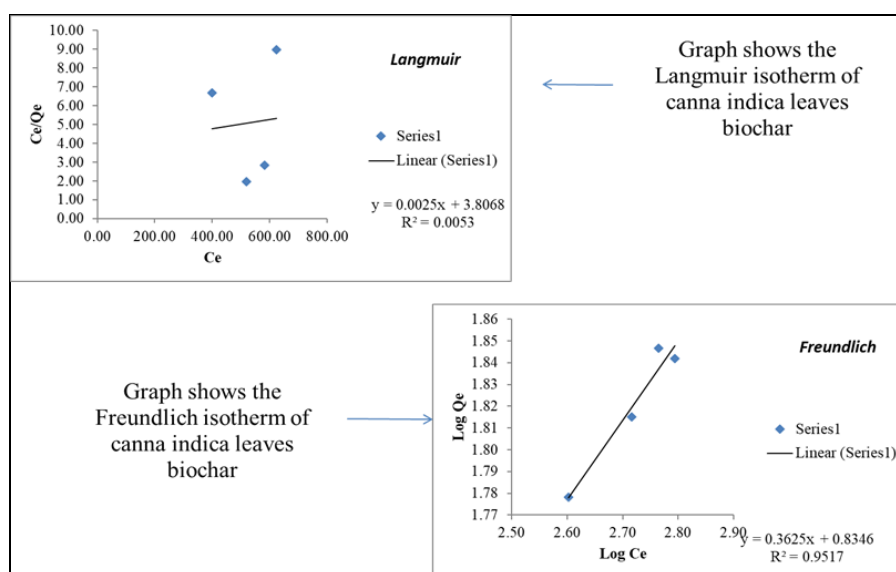 Langmuir
Ce/Qe
10.00
9.00
8.00
7.00
6.00
5.00
4.00
3.00
2.00
1.00
0.00
0.00 200.00 400.00 600.00 800.00
Ce
Series1
Linear (Series1)
y = 0.0025x + 3.8068
R² = 0.0053
Graph shows the
Langmuir isotherm of
canna indica leaves
biochar
Graph shows the
Freundlich isotherm of
canna indica leaves
biochar
Freundlich
Log Qe
1.86
1.85
1.84
1.83
1.82
1.81
1.80
1.79
1.78
1.77
2.50 2.60 2.70 2.80 2.90
Log Ce
Series1
Linear (Series1)
y = 0.3625x + 0.8346
R² = 0.9517